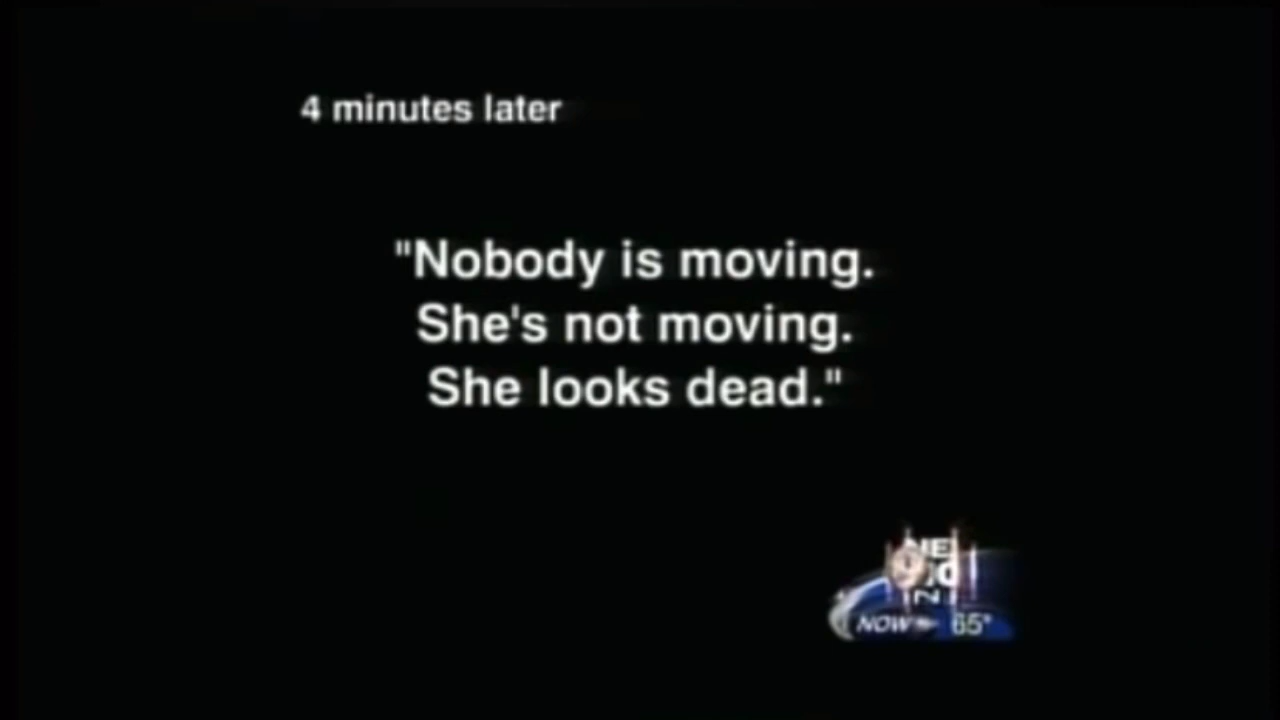 4 minutes later
"Nobody is moving.
She's not moving.
She looks dead."
NOW 65°